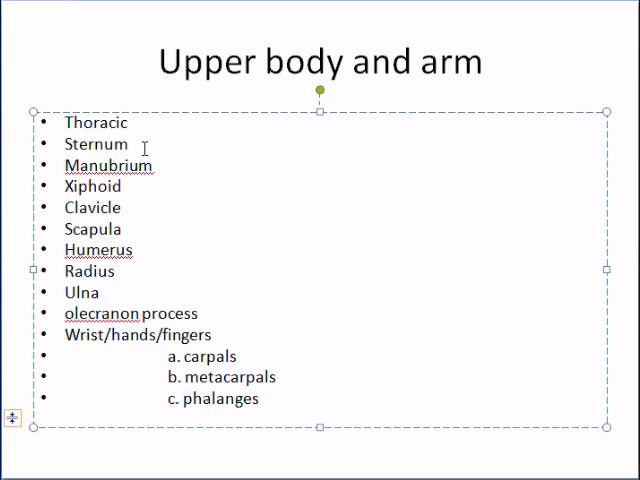 Upper body and arm
• Thoracic
• Sternum
• Manubrium
• Xiphoid
• Clavicle
• Scapula
• Humerus
• Radius
• Ulna
• olecranon process
• Wrist/hands/fingers
• a. carpals
• b. metacarpals
• c. phalanges